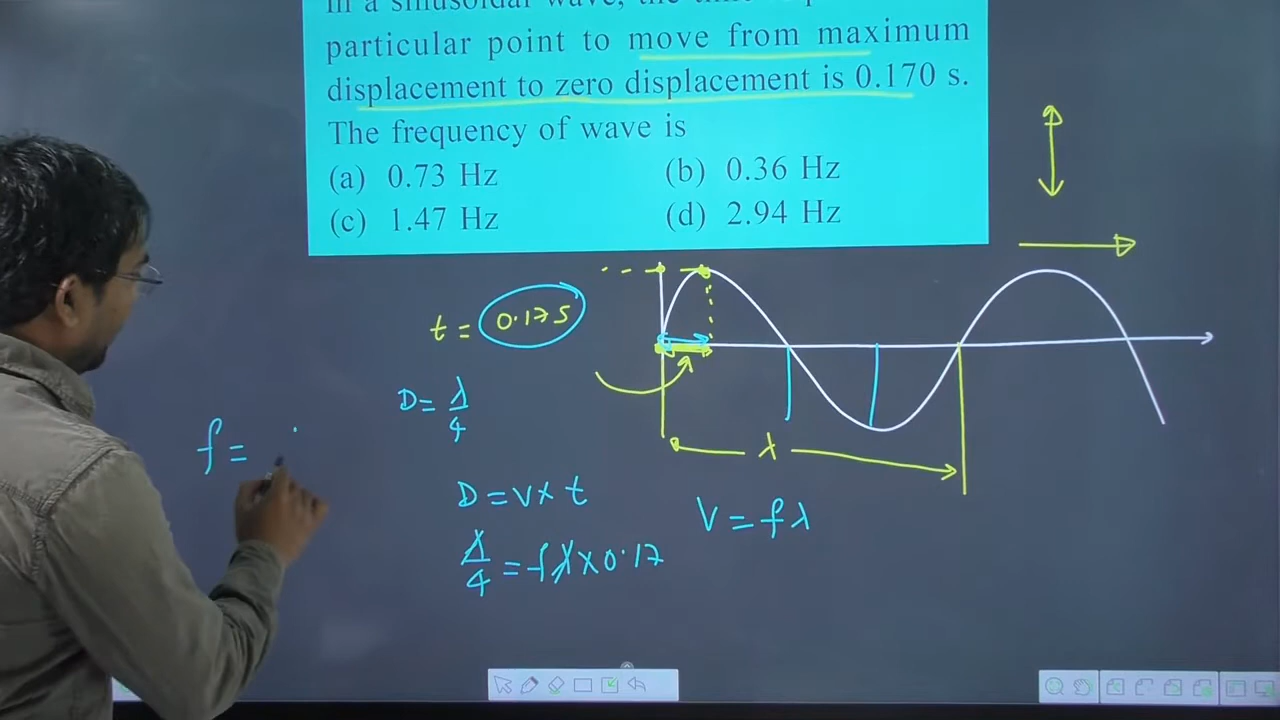 particular point to move from maximum
displacement to zero displacement is 0.170 s.
The frequency of wave is
(a) 0.73 Hz (b) 0.36 Hz
(c) 1.47 Hz (d) 2.94 Hz
t = 0.17 s
D = λ/4
f =
λ
D = v × t
V = f λ
λ/4 = f λ × 0.17